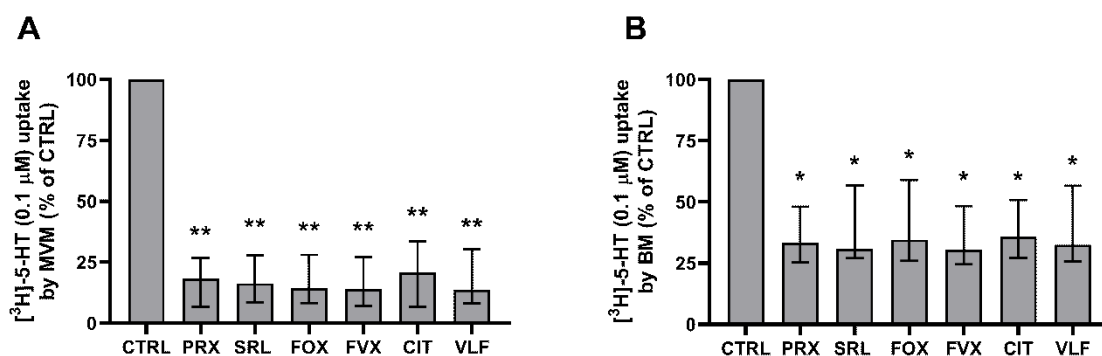 A
[³H]-5-HT (0.1 µM) uptake
by MVM (% of CTRL)
100
75
50
25
0
** ** ** ** ** **
CTRL PRX SRL FOX FVX CIT VLF
B
[³H]-5-HT (0.1 µM) uptake
by BM (% of CTRL)
100
75
50
25
0
* * * * * *
CTRL PRX SRL FOX FVX CIT VLF